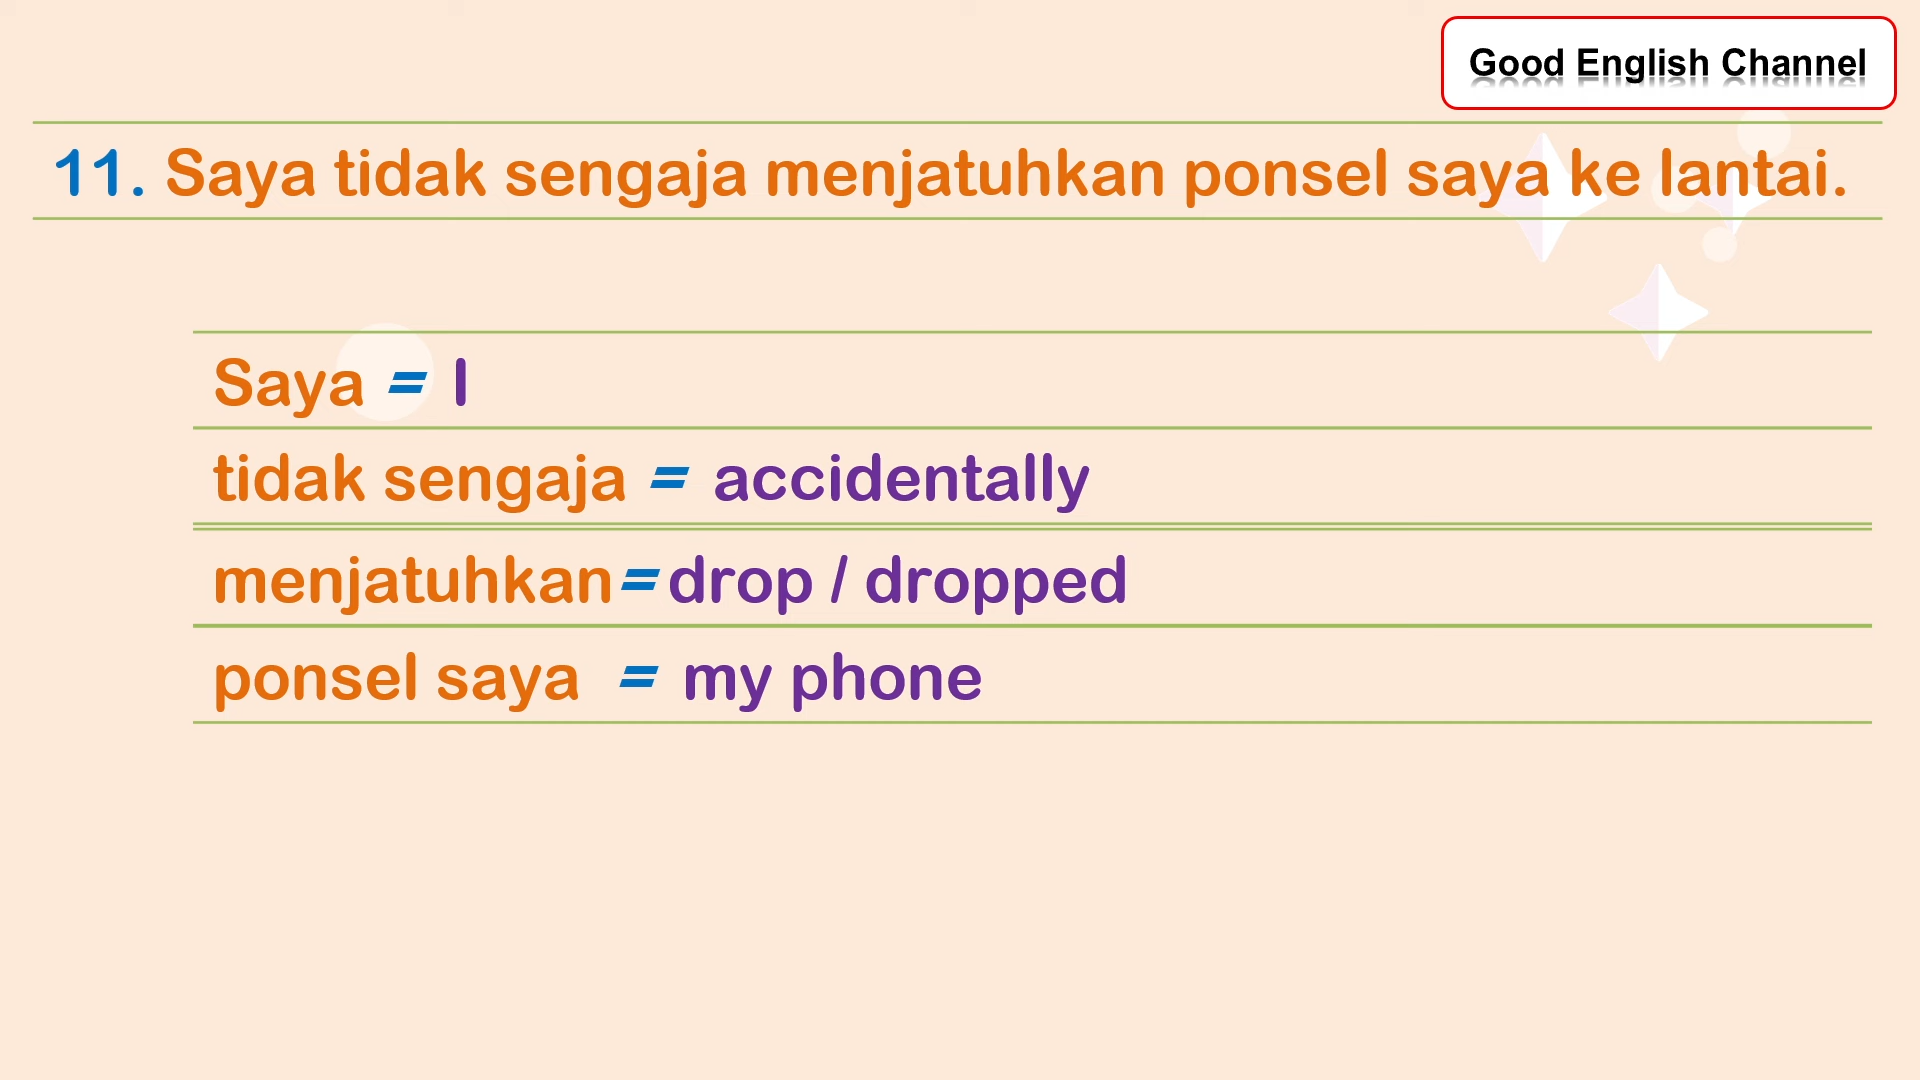 Good English Channel
11. Saya tidak sengaja menjatuhkan ponsel saya ke lantai.
Saya = I
tidak sengaja = accidentally
menjatuhkan = drop / dropped
ponsel saya = my phone